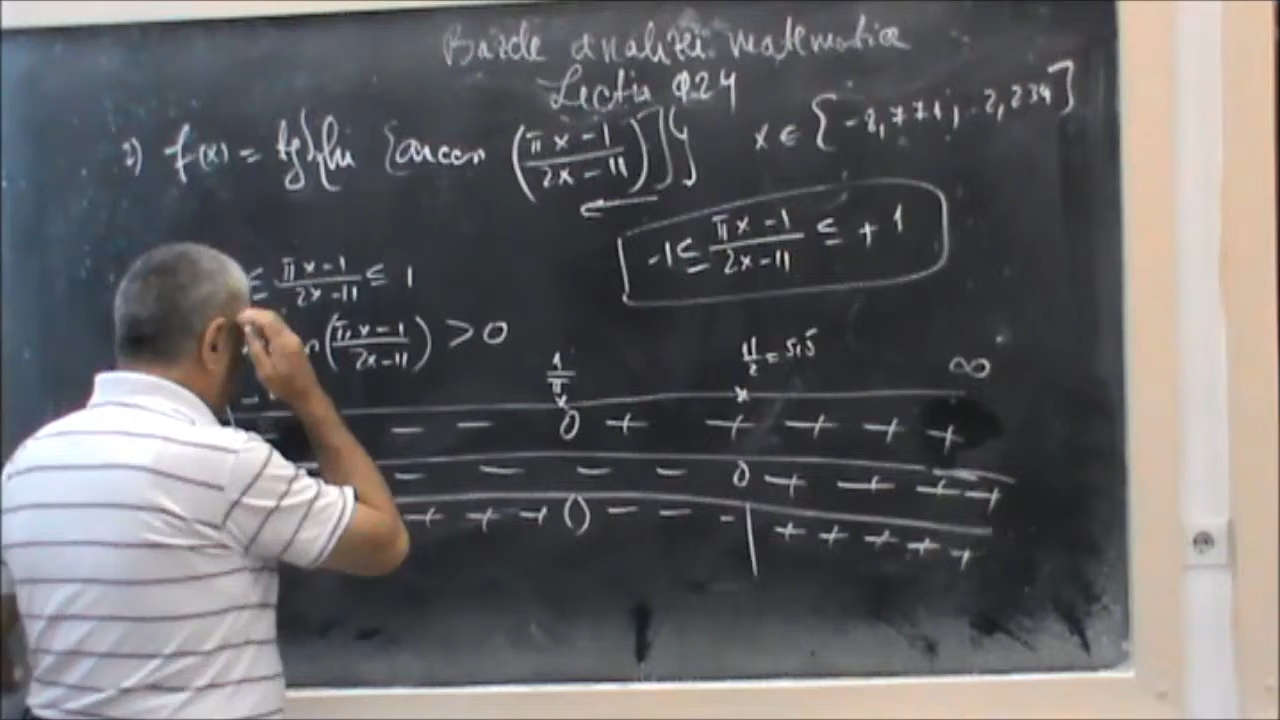 Bazele analizei matematice
Lectia 024
2) f(x) = tg{ln [arccos (πx-1 / 2x-11)]}
x ∈ [-8,771; -2,234]
-1 ≤ πx-1 / 2x-11 ≤ +1
≤ πx-1 / 2x-11 ≤ 1
(πx-1 / 2x-11) > 0
1/π 11/2 = 5,5 ∞
- - 0 + + + + +
- - - - 0 + + + +
+ + + () - - - | + + + + +